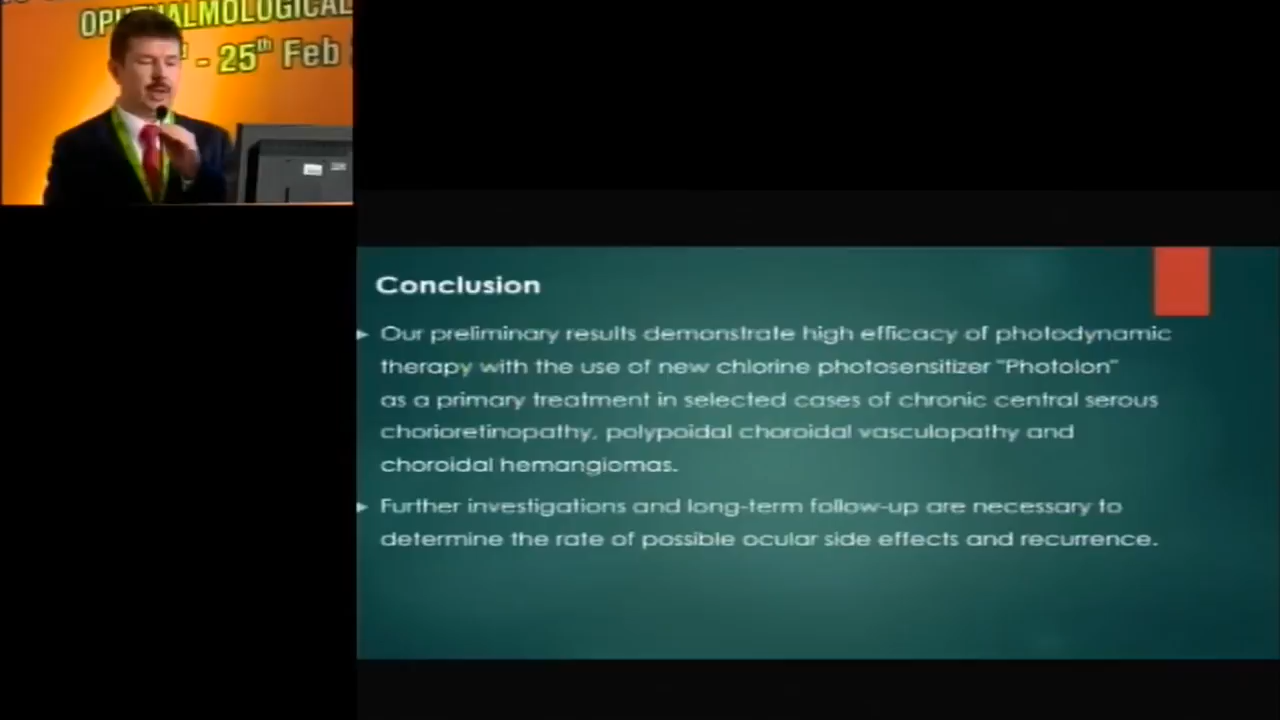 OPHTHALMOLOGICAL
- 25th Feb
Conclusion
Our preliminary results demonstrate high efficacy of photodynamic
therapy with the use of new chlorine photosensitizer "Photolon"
as a primary treatment in selected cases of chronic central serous
chorioretinopathy, polypoidal choroidal vasculopathy and
choroidal hemangiomas.
Further investigations and long-term follow-up are necessary to
determine the rate of possible ocular side effects and recurrence.